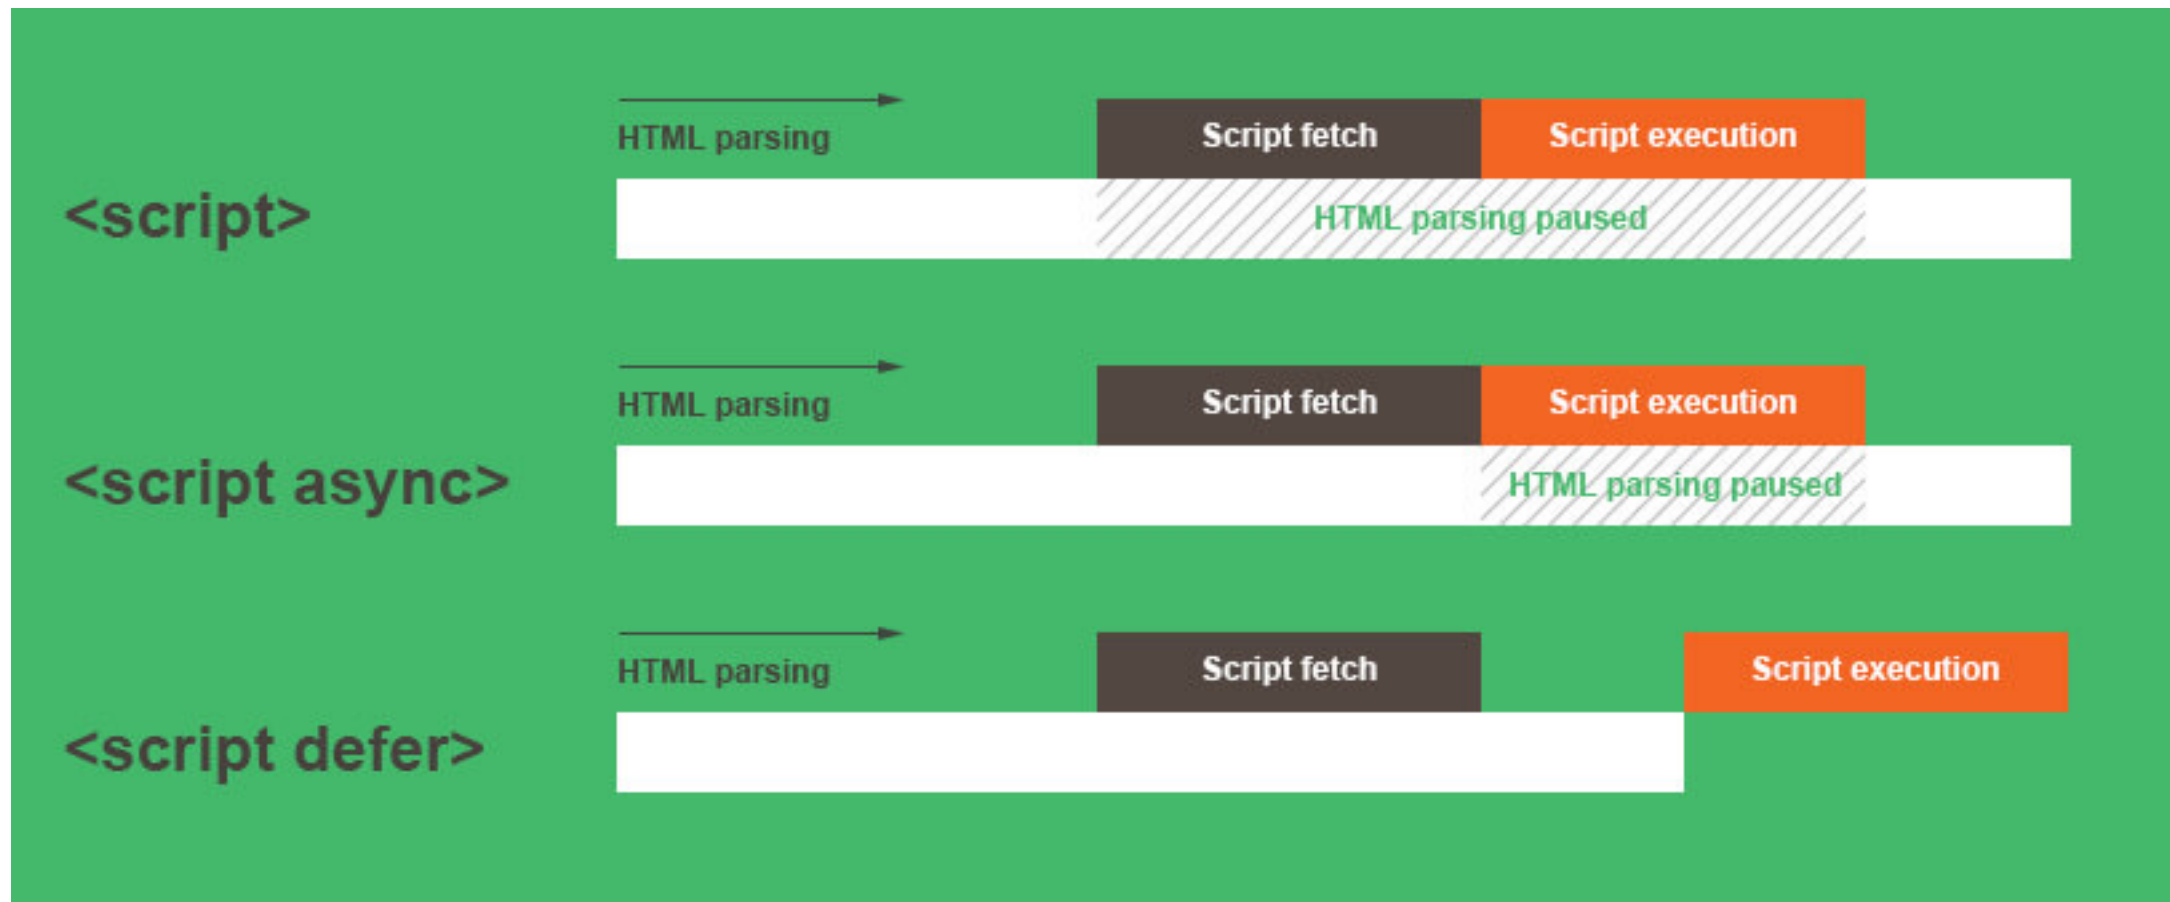 HTML parsing
Script fetch
Script execution
<script>
HTML parsing paused
HTML parsing
Script fetch
Script execution
<script async>
HTML parsing paused
HTML parsing
Script fetch
Script execution
<script defer>